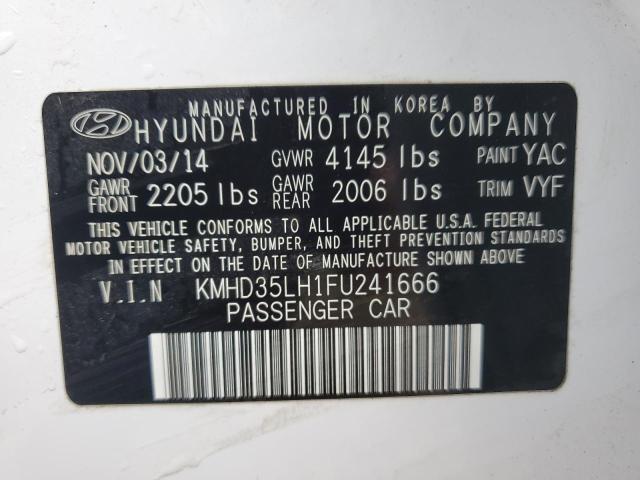 MANUFACTURED IN KOREA BY
HYUNDAI MOTOR COMPANY
NOV/03/14 GVWR 4145 lbs PAINT YAC
GAWR FRONT 2205 lbs GAWR REAR 2006 lbs TRIM VYF
THIS VEHICLE CONFORMS TO ALL APPLICABLE U.S.A. FEDERAL
MOTOR VEHICLE SAFETY, BUMPER, AND THEFT PREVENTION STANDARDS
IN EFFECT ON THE DATE OF MANUFACTURE SHOWN ABOVE
V.I.N KMHD35LH1FU241666
PASSENGER CAR